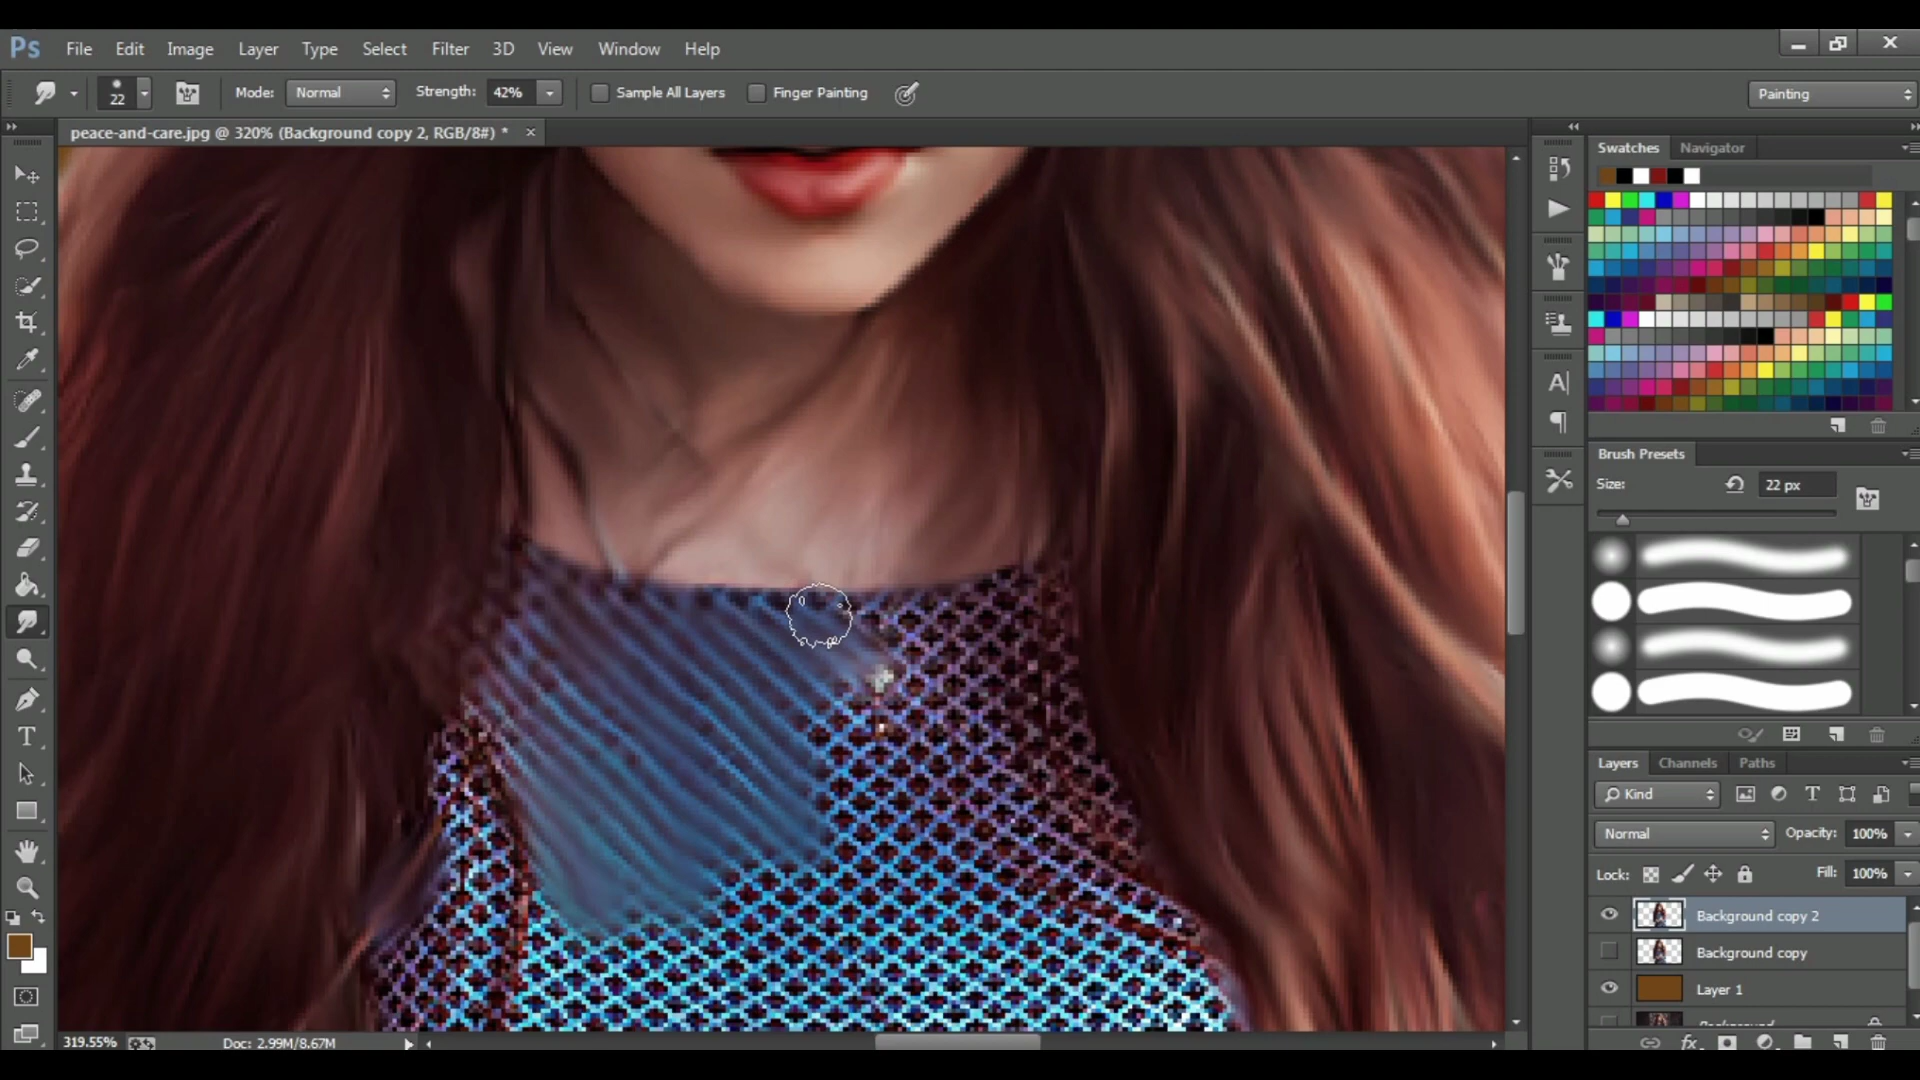 Ps File Edit Image Layer Type Select Filter 3D View Window Help
22 Mode: Normal Strength: 42% Sample All Layers Finger Painting Painting
peace-and-care.jpg @ 320% (Background copy 2, RGB/8#) * ×
Swatches Navigator
Brush Presets
Size: 22 px
Layers Channels Paths
Kind
Normal Opacity: 100%
Lock: Fill: 100%
Background copy 2
Background copy
Layer 1
Background
319.55% Doc: 2.99M/8.67M